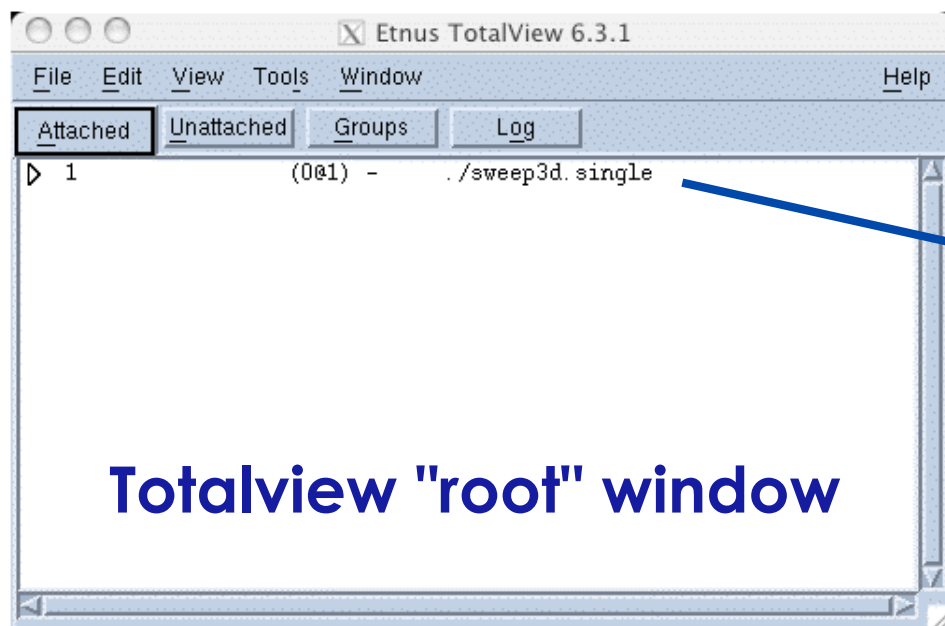 X Etnus TotalView 6.3.1
File Edit View Tools Window Help
Attached Unattached Groups Log
1 (0@1) - ./sweep3d.single
Totalview "root" window